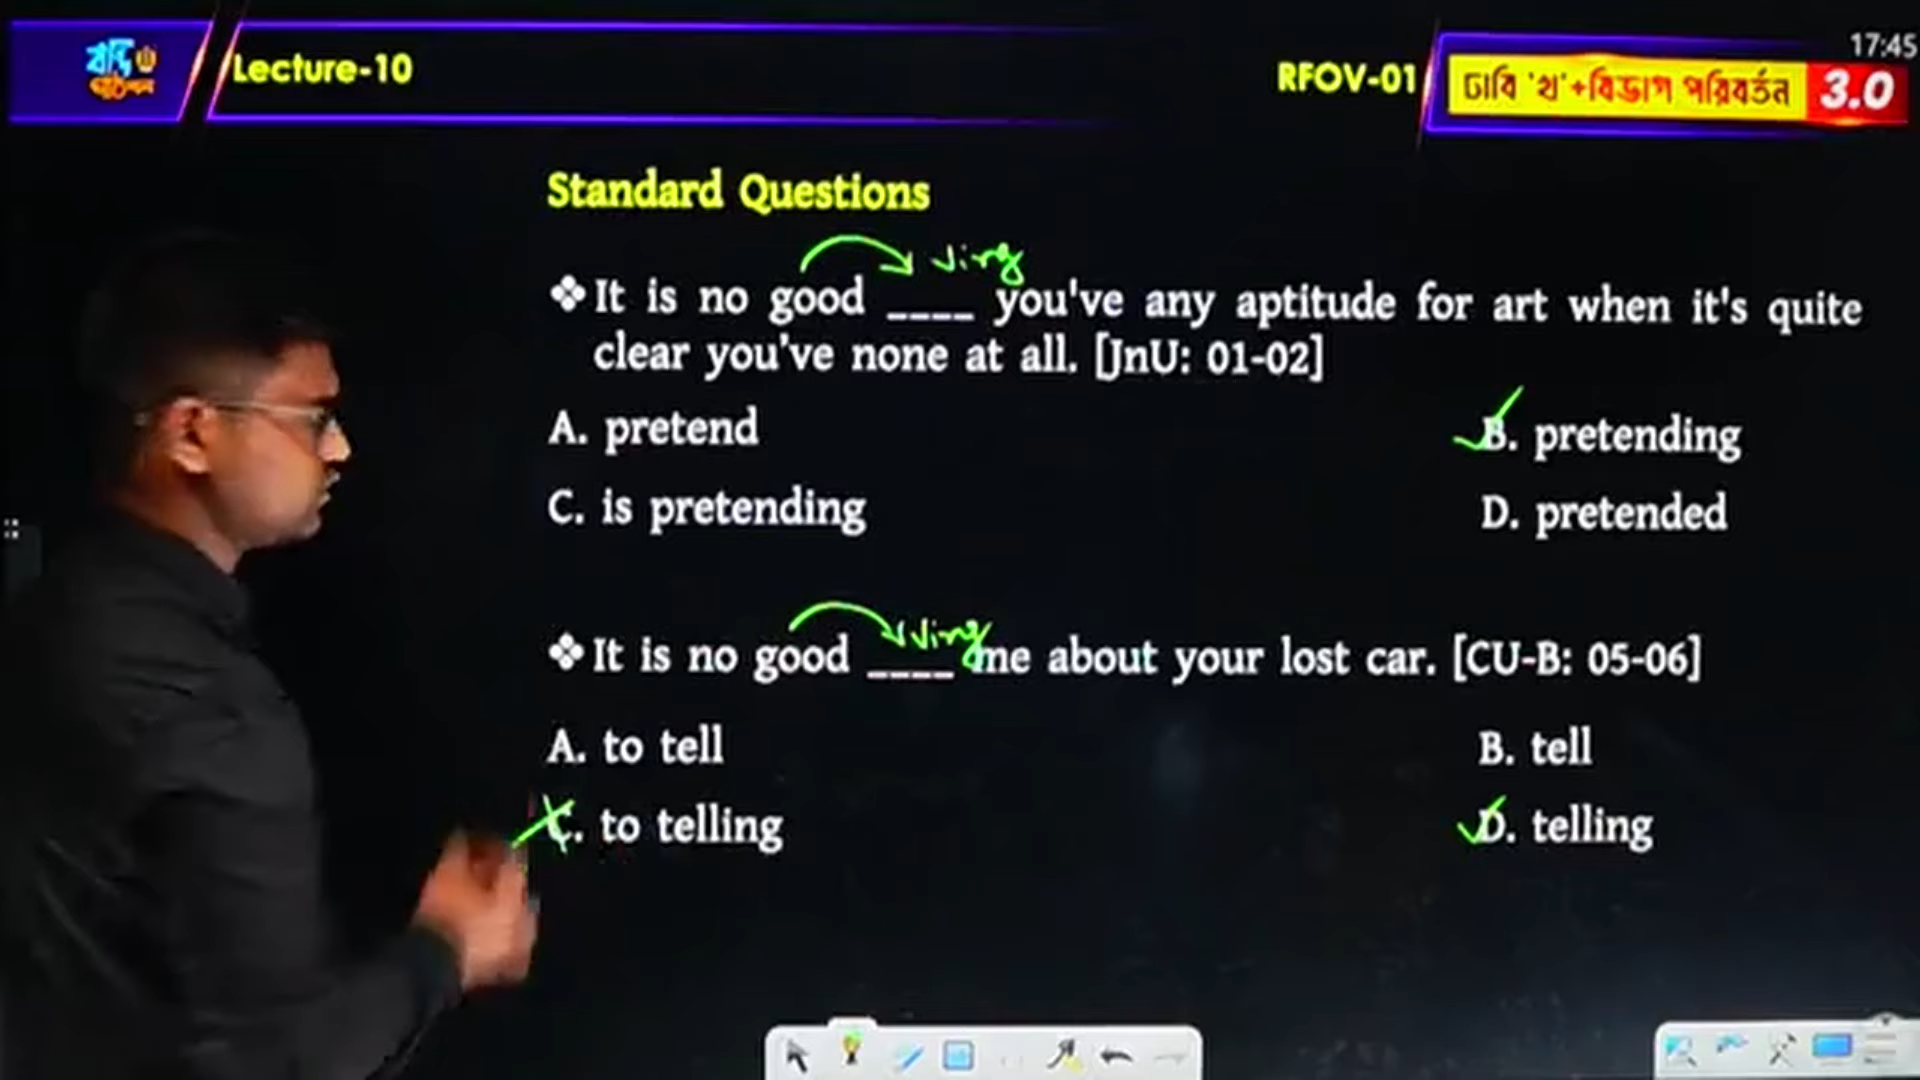 17:45
Lecture-10
RFOV-01
ঢাবি 'খ'+বিভাগ পরিবর্তন 3.0
Standard Questions
Ving
❖ It is no good ____ you've any aptitude for art when it's quite
clear you've none at all. [JnU: 01-02]
A. pretend
B. pretending
C. is pretending
D. pretended
Ving
❖ It is no good ____ me about your lost car. [CU-B: 05-06]
A. to tell
B. tell
C. to telling
D. telling